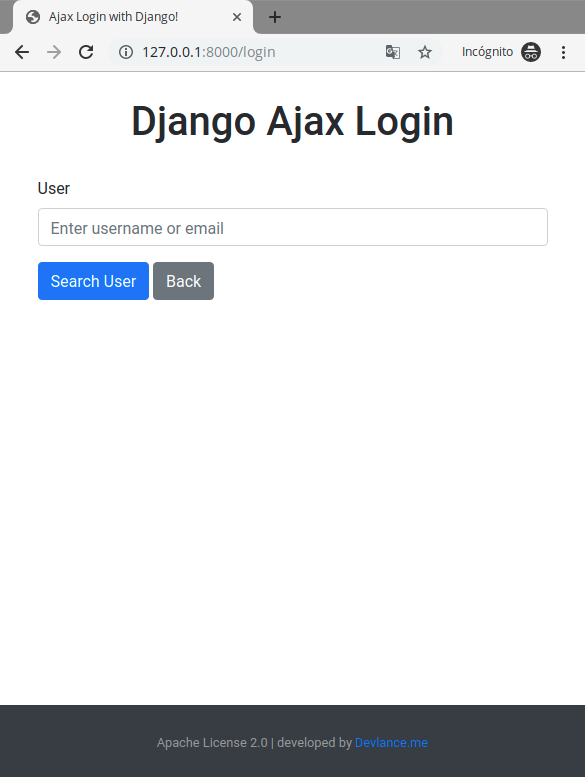 Ajax Login with Django!
127.0.0.1:8000/login
Incógnito
Django Ajax Login
User
Enter username or email
Search User
Back
Apache License 2.0 | developed by Devlance.me